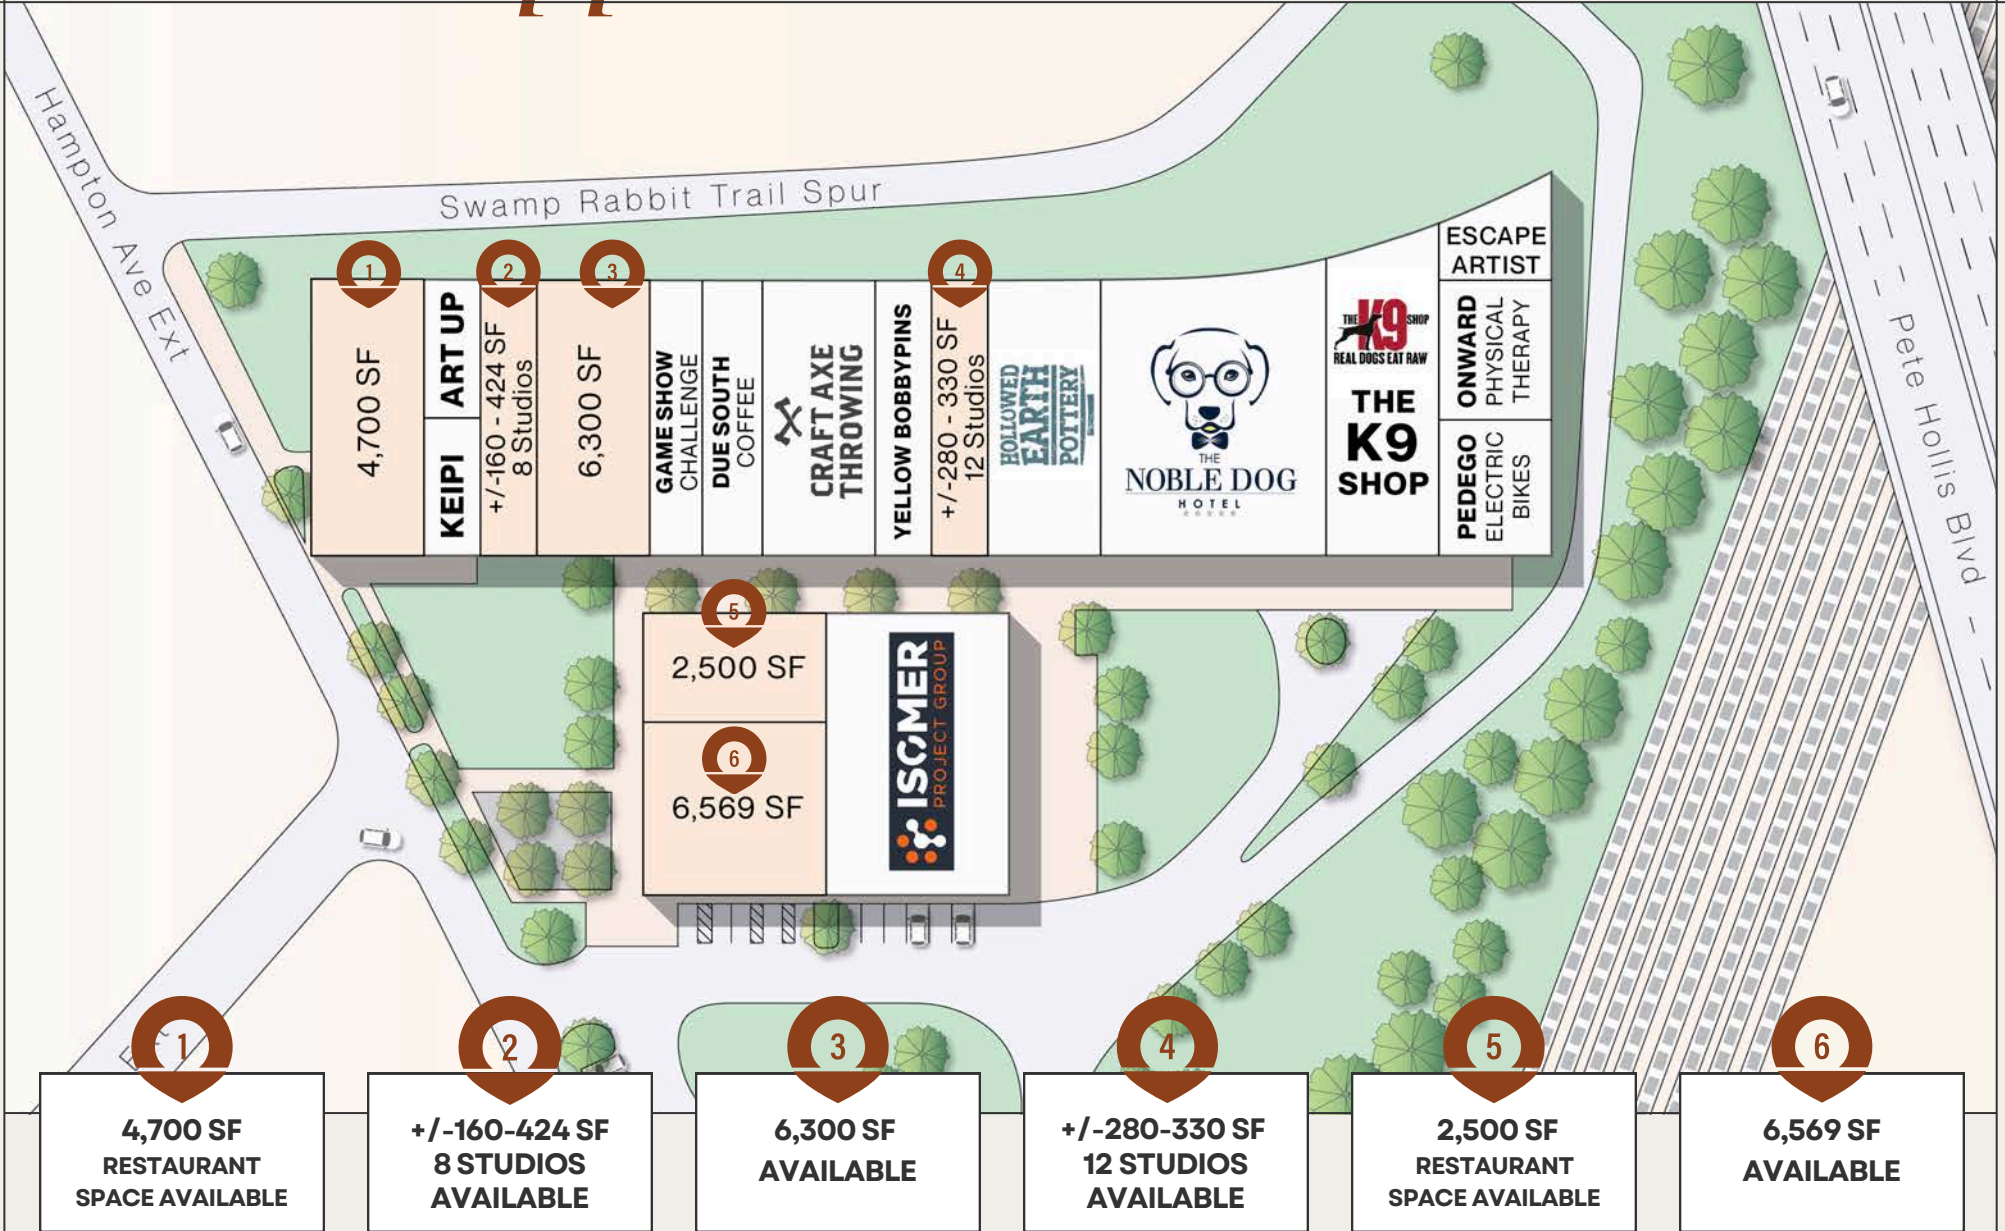 Hampton Ave Ext
Swamp Rabbit Trail Spur
Pete Hollis Blvd
1
4,700 SF
ART UP
KEIPI
2
+/-160 - 424 SF
8 Studios
3
6,300 SF
GAME SHOW
CHALLENGE
DUE SOUTH
COFFEE
CRAFT AXE
THROWING
YELLOW BOBBYPINS
4
+/-280 - 330 SF
12 Studios
HOLLOWED
EARTH
POTTERY
THE
NOBLE DOG
HOTEL
THE K9 SHOP
REAL DOGS EAT RAW
THE
K9
SHOP
ESCAPE
ARTIST
ONWARD
PHYSICAL
THERAPY
PEDEGO
ELECTRIC
BIKES
5
2,500 SF
6
6,569 SF
ISOMER
PROJECT GROUP
1
4,700 SF
RESTAURANT
SPACE AVAILABLE
2
+/-160-424 SF
8 STUDIOS
AVAILABLE
3
6,300 SF
AVAILABLE
4
+/-280-330 SF
12 STUDIOS
AVAILABLE
5
2,500 SF
RESTAURANT
SPACE AVAILABLE
6
6,569 SF
AVAILABLE